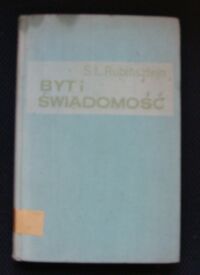 S. L. Rubinsztejn
BYT i
ŚWIADOMOŚĆ